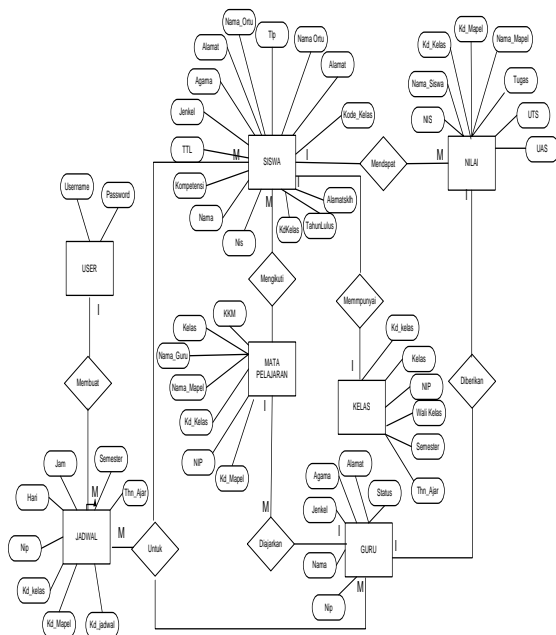 Nama_Ortu
Tlp
Nama Ortu
Alamat
Alamat
Agama
Jenkel
Kode_Kelas
TTL
M
SISWA
I
I
Kompetensi
M
Alamatsklh
Nama
TahunLulus
Nis
KdKelas
Mendapat
M
Kd_Mapel
Kd_Kelas
Nama_Mapel
Nama_Siswa
Tugas
NIS
UTS
NILAI
UAS
I
Username
Password
USER
I
Membuat
Mengikuti
Memmpunyai
Diberikan
KKM
Kelas
Nama_Guru
MATA
PELAJARAN
Nama_Mapel
I
Kd_Kelas
NIP
Kd_Mapel
M
Kd_kelas
Kelas
I
NIP
KELAS
Wali Kelas
Semester
Thn_Ajar
Jam
Semester
Hari
M
Thn_Ajar
Nip
JADWAL
M
Kd_kelas
Kd_Mapel
Kd_jadwal
Untuk
Diajarkan
Alamat
Agama
Status
Jenkel
I
GURU
I
Nama
M
Nip